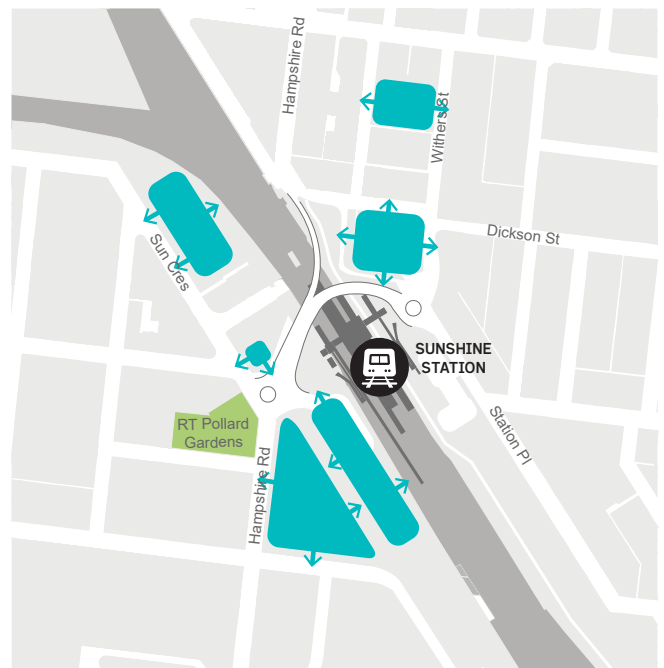 Hampshire Rd
Withers St
Dickson St
Sun Cres
SUNSHINE
STATION
RT Pollard
Gardens
Station Pl
Hampshire Rd